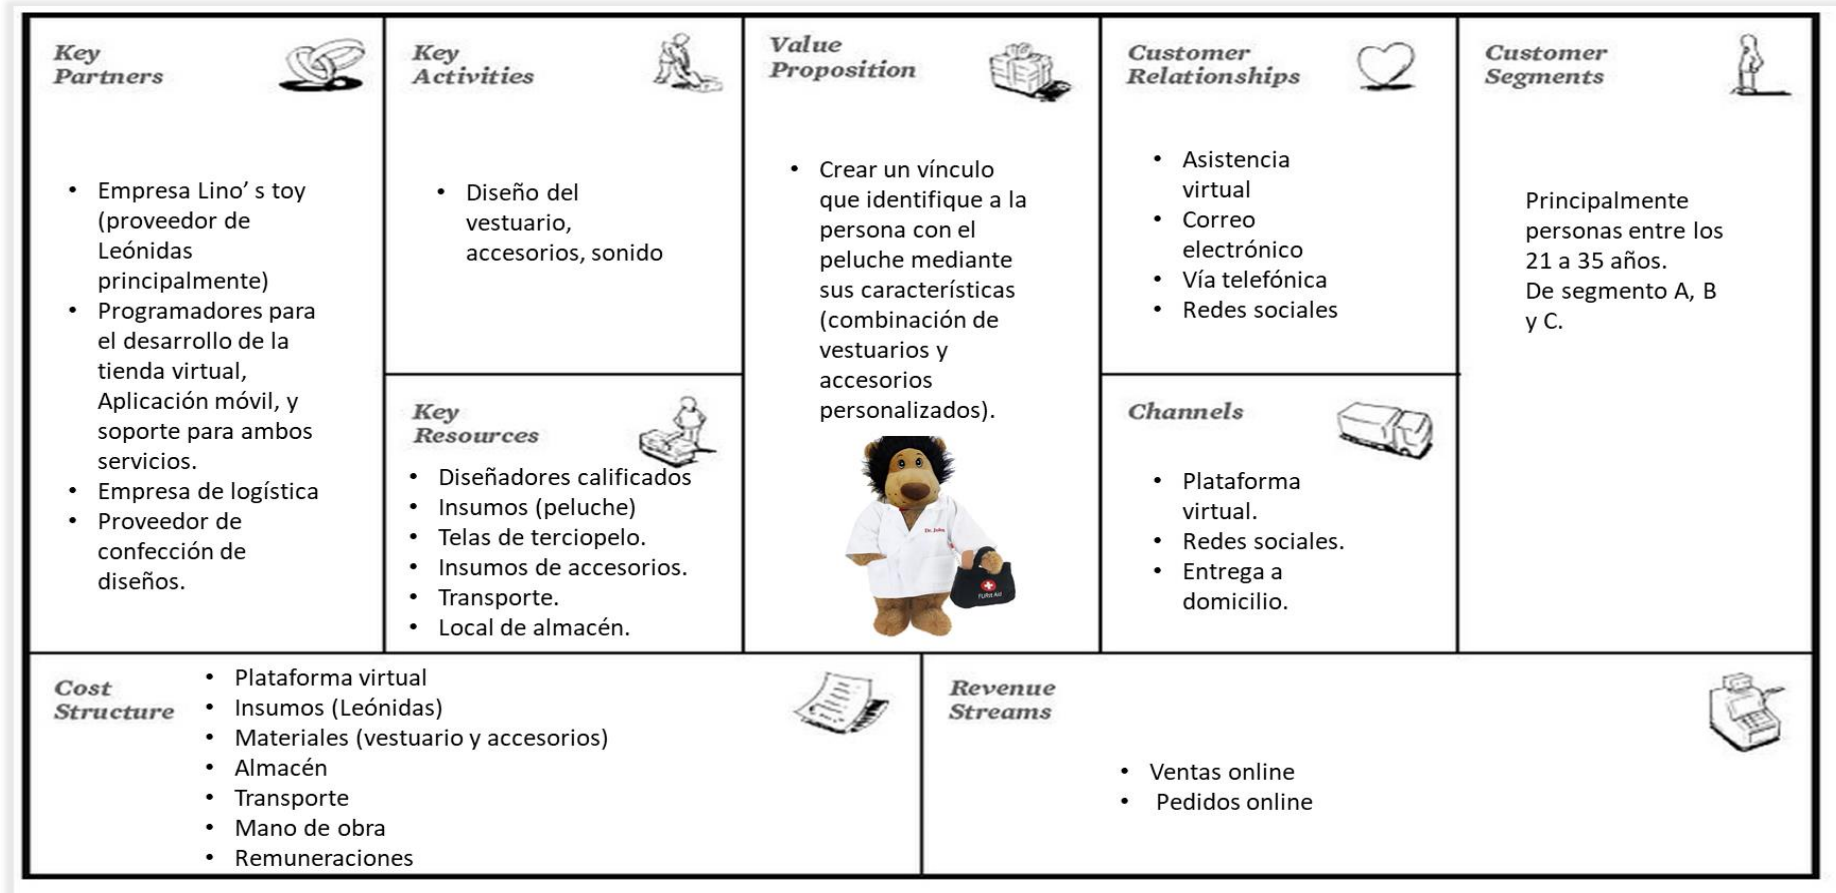 Key
Partners
• Empresa Lino’ s toy
(proveedor de
Leónidas
principalmente)
• Programadores para
el desarrollo de la
tienda virtual,
Aplicación móvil, y
soporte para ambos
servicios.
• Empresa de logística
• Proveedor de
confección de
diseños.
Key
Activities
• Diseño del
vestuario,
accesorios, sonido
Key
Resources
• Diseñadores calificados
• Insumos (peluche)
• Telas de terciopelo.
• Insumos de accesorios.
• Transporte.
• Local de almacén.
Value
Proposition
• Crear un vínculo
que identifique a la
persona con el
peluche mediante
sus características
(combinación de
vestuarios y
accesorios
personalizados).
Dr. John
FURst Aid
Customer
Relationships
• Asistencia
virtual
• Correo
electrónico
• Vía telefónica
• Redes sociales
Channels
• Plataforma
virtual.
• Redes sociales.
• Entrega a
domicilio.
Customer
Segments
Principalmente
personas entre los
21 a 35 años.
De segmento A, B
y C.
Cost
Structure
• Plataforma virtual
• Insumos (Leónidas)
• Materiales (vestuario y accesorios)
• Almacén
• Transporte
• Mano de obra
• Remuneraciones
Revenue
Streams
• Ventas online
• Pedidos online